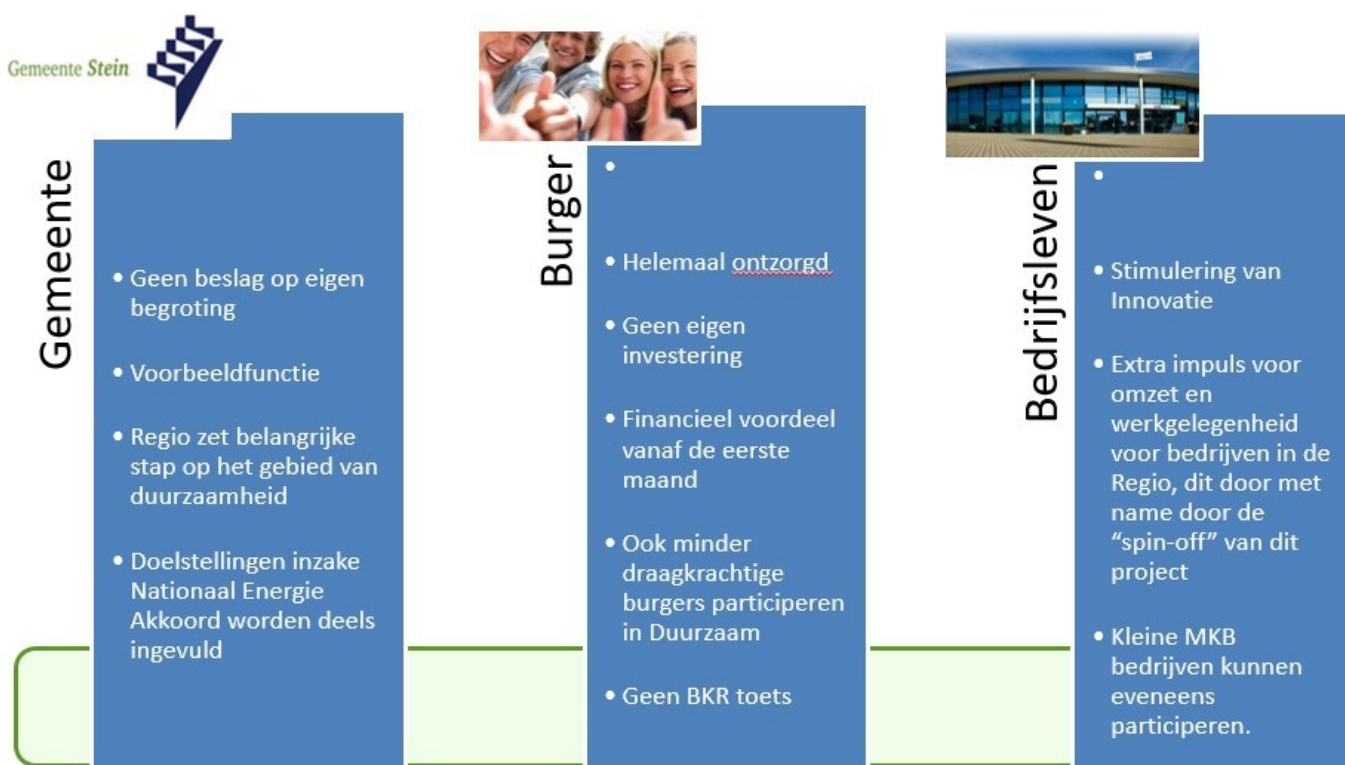 Gemeente Stein
Gemeente
• Geen beslag op eigen
begroting
• Voorbeeldfunctie
• Regio zet belangrijke
stap op het gebied van
duurzaamheid
• Doelstellingen inzake
Nationaal Energie
Akkoord worden deels
ingevuld
Burger
•
• Helemaal ontzorgd
• Geen eigen
investering
• Financieel voordeel
vanaf de eerste
maand
• Ook minder
draagkrachtige
burgers participeren
in Duurzaam
• Geen BKR toets
Bedrijfsleven
•
• Stimulering van
Innovatie
• Extra impuls voor
omzet en
werkgelegenheid
voor bedrijven in de
Regio, dit door met
name door de
“spin-off” van dit
project
• Kleine MKB
bedrijven kunnen
eveneens
participeren.